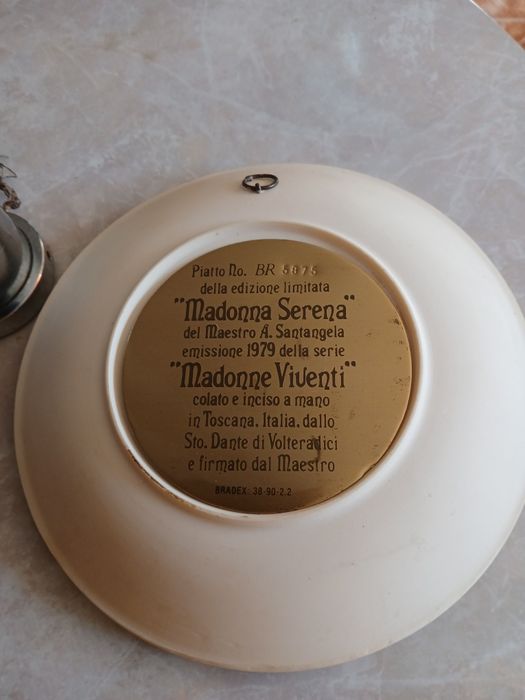 Piatto No. BR 5975
della edizione limitata
"Madonna Serena"
del Maestro A. Santangela
emissione 1979 della serie
"Madonne Viventi"
colato e inciso a mano
in Toscana, Italia, dallo
Sto. Dante di Volteradici
e firmato dal Maestro
BRADEX: 38-90-2.2